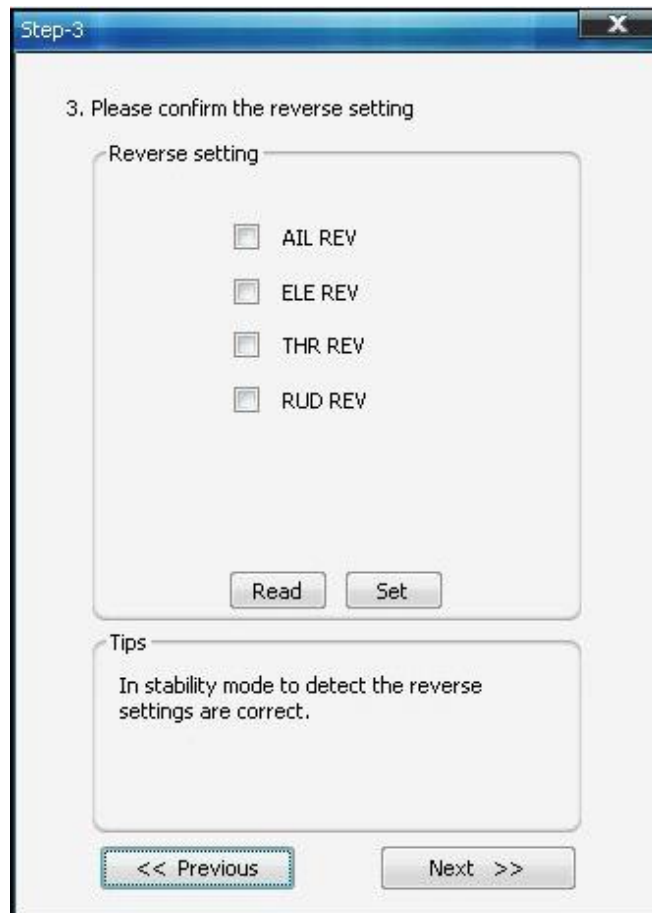 Step-3
X
3. Please confirm the reverse setting
Reverse setting
AIL REV
ELE REV
THR REV
RUD REV
Read Set
Tips
In stability mode to detect the reverse
settings are correct.
<< Previous Next >>